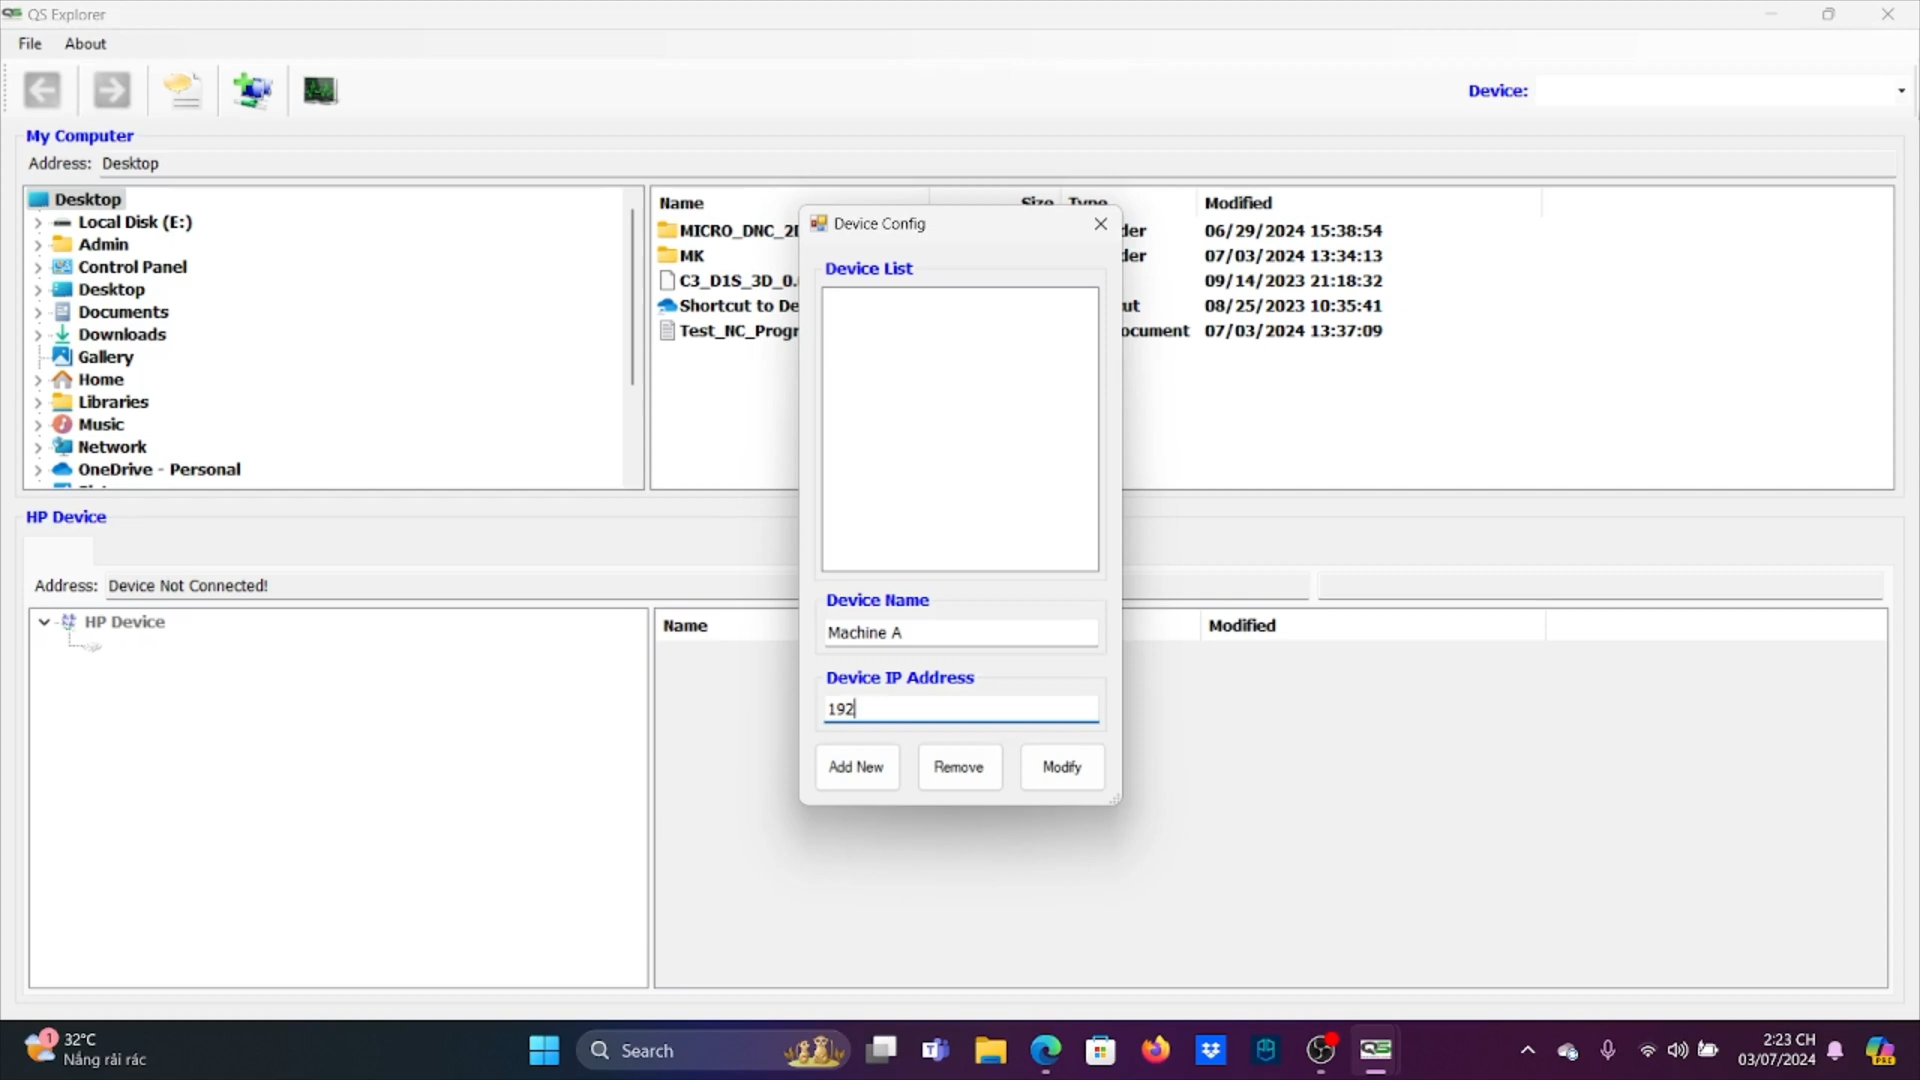 QS Explorer
File About
Device:
My Computer
Address: Desktop
Desktop
Local Disk (E:)
Admin
Control Panel
Desktop
Documents
Downloads
Gallery
Home
Libraries
Music
Network
OneDrive - Personal
Name Size Type Modified
MICRO_DNC_2D der 06/29/2024 15:38:54
MK der 07/03/2024 13:34:13
C3_D1S_3D_0. 09/14/2023 21:18:32
Shortcut to De ut 08/25/2023 10:35:41
Test_NC_Progr ocument 07/03/2024 13:37:09
Device Config
Device List
Device Name
Machine A
Device IP Address
192
Add New Remove Modify
HP Device
Address: Device Not Connected!
HP Device
Name Modified
1
32°C
Nắng rải rác
Search
2:23 CH
03/07/2024
PRE